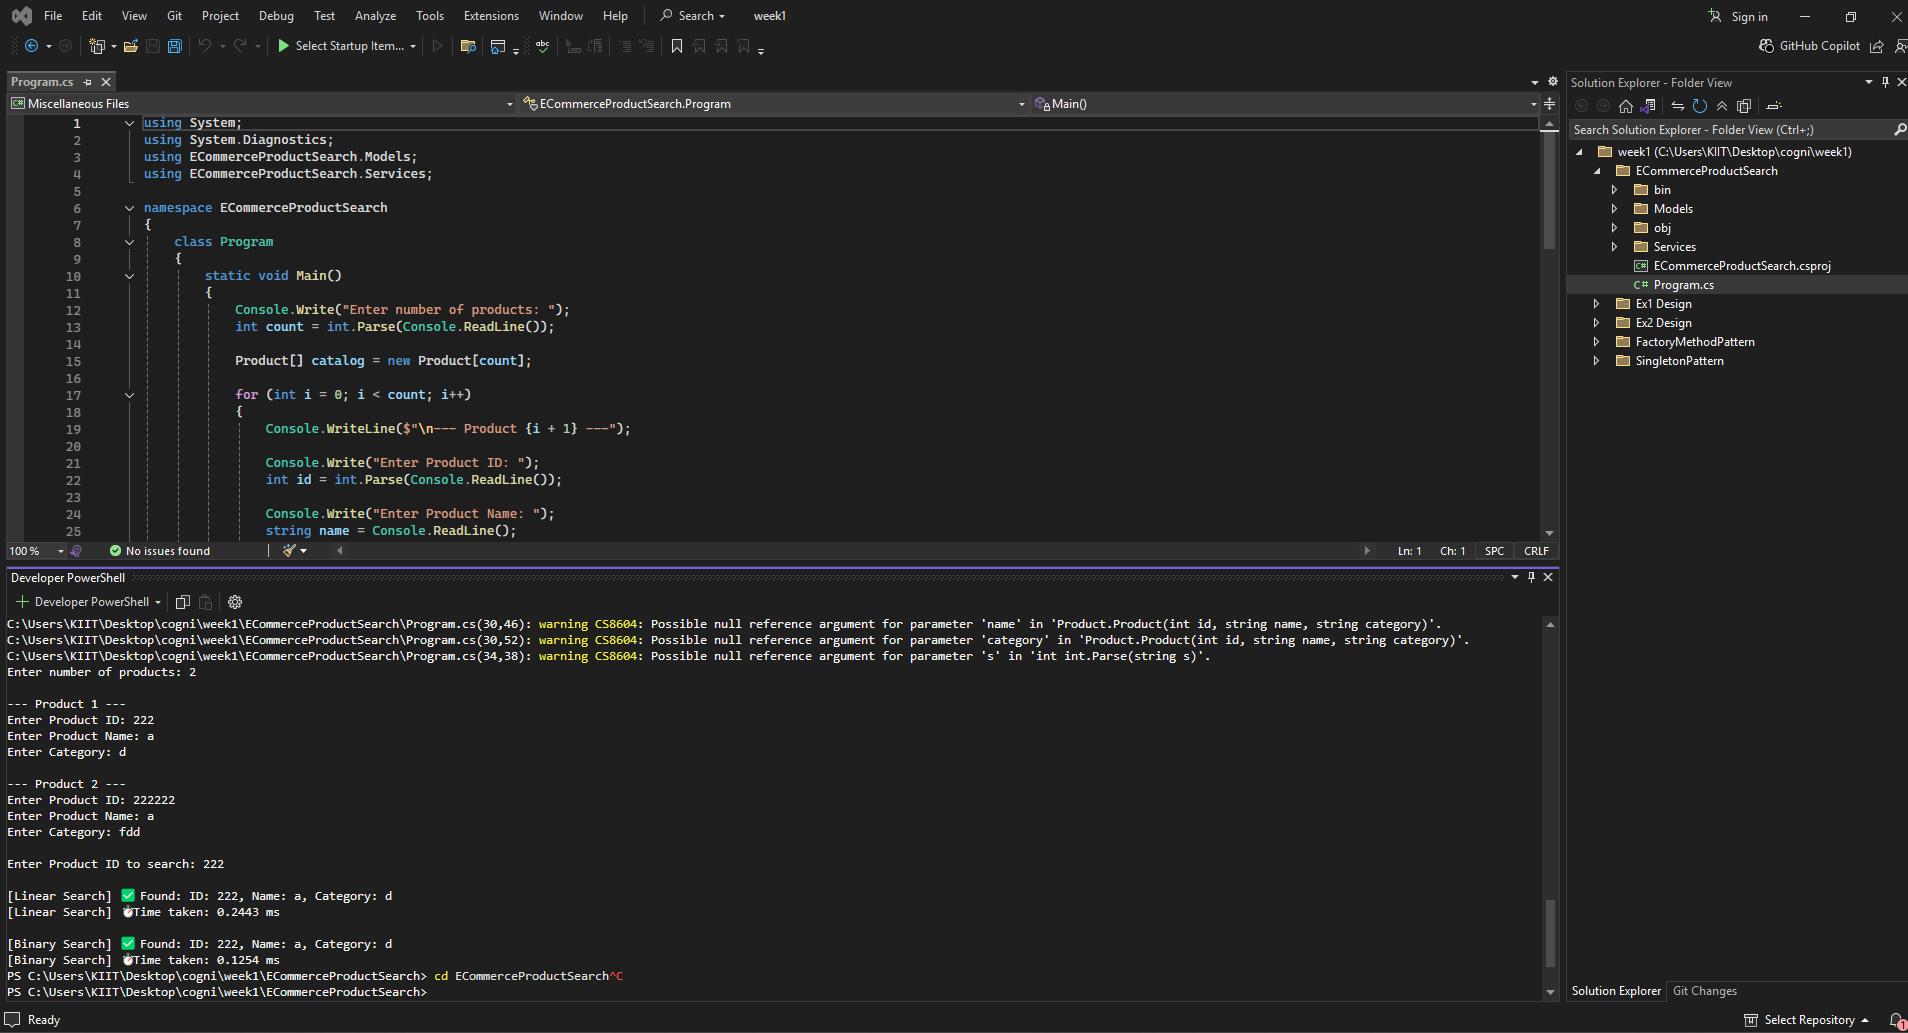 File Edit View Git Project Debug Test Analyze Tools Extensions Window Help Search week1 Sign in
Select Startup Item... abc GitHub Copilot
Program.cs
Miscellaneous Files ECommerceProductSearch.Program Main()
1 using System;
2 using System.Diagnostics;
3 using ECommerceProductSearch.Models;
4 using ECommerceProductSearch.Services;
5
6 namespace ECommerceProductSearch
7 {
8 class Program
9 {
10 static void Main()
11 {
12 Console.Write("Enter number of products: ");
13 int count = int.Parse(Console.ReadLine());
14
15 Product[] catalog = new Product[count];
16
17 for (int i = 0; i < count; i++)
18 {
19 Console.WriteLine($"\n--- Product {i + 1} ---");
20
21 Console.Write("Enter Product ID: ");
22 int id = int.Parse(Console.ReadLine());
23
24 Console.Write("Enter Product Name: ");
25 string name = Console.ReadLine();
100 % No issues found Ln: 1 Ch: 1 SPC CRLF
Developer PowerShell
Developer PowerShell
C:\Users\KIIT\Desktop\cogni\week1\ECommerceProductSearch\Program.cs(30,46): warning CS8604: Possible null reference argument for parameter 'name' in 'Product.Product(int id, string name, string category)'.
C:\Users\KIIT\Desktop\cogni\week1\ECommerceProductSearch\Program.cs(30,52): warning CS8604: Possible null reference argument for parameter 'category' in 'Product.Product(int id, string name, string category)'.
C:\Users\KIIT\Desktop\cogni\week1\ECommerceProductSearch\Program.cs(34,38): warning CS8604: Possible null reference argument for parameter 's' in 'int int.Parse(string s)'.
Enter number of products: 2
--- Product 1 ---
Enter Product ID: 222
Enter Product Name: a
Enter Category: d
--- Product 2 ---
Enter Product ID: 222222
Enter Product Name: a
Enter Category: fdd
Enter Product ID to search: 222
[Linear Search] ✅ Found: ID: 222, Name: a, Category: d
[Linear Search] ⏱Time taken: 0.2443 ms
[Binary Search] ✅ Found: ID: 222, Name: a, Category: d
[Binary Search] ⏱Time taken: 0.1254 ms
PS C:\Users\KIIT\Desktop\cogni\week1\ECommerceProductSearch> cd ECommerceProductSearch^C
PS C:\Users\KIIT\Desktop\cogni\week1\ECommerceProductSearch>
Solution Explorer - Folder View
Search Solution Explorer - Folder View (Ctrl+;)
week1 (C:\Users\KIIT\Desktop\cogni\week1)
ECommerceProductSearch
bin
Models
obj
Services
C# ECommerceProductSearch.csproj
C# Program.cs
Ex1 Design
Ex2 Design
FactoryMethodPattern
SingletonPattern
Solution Explorer Git Changes
Ready Select Repository 1